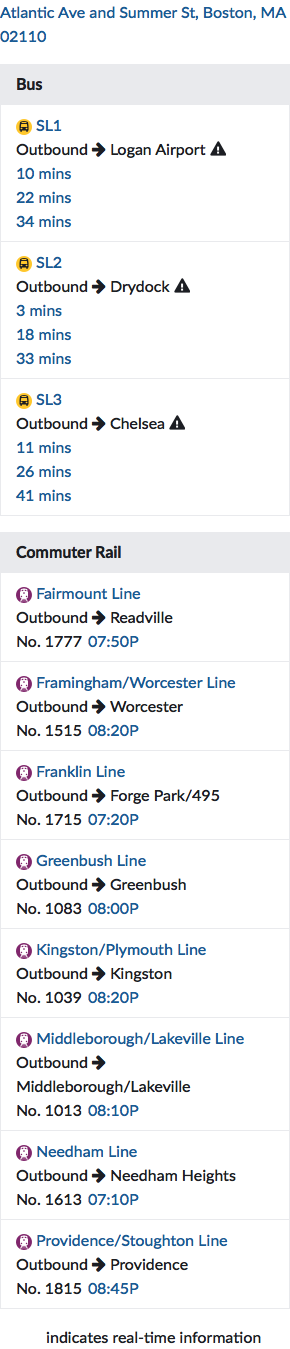 Atlantic Ave and Summer St, Boston, MA
02110
Bus
SL1
Outbound → Logan Airport
10 mins
22 mins
34 mins
SL2
Outbound → Drydock
3 mins
18 mins
33 mins
SL3
Outbound → Chelsea
11 mins
26 mins
41 mins
Commuter Rail
Fairmount Line
Outbound → Readville
No. 1777 07:50P
Framingham/Worcester Line
Outbound → Worcester
No. 1515 08:20P
Franklin Line
Outbound → Forge Park/495
No. 1715 07:20P
Greenbush Line
Outbound → Greenbush
No. 1083 08:00P
Kingston/Plymouth Line
Outbound → Kingston
No. 1039 08:20P
Middleborough/Lakeville Line
Outbound →
Middleborough/Lakeville
No. 1013 08:10P
Needham Line
Outbound → Needham Heights
No. 1613 07:10P
Providence/Stoughton Line
Outbound → Providence
No. 1815 08:45P
indicates real-time information